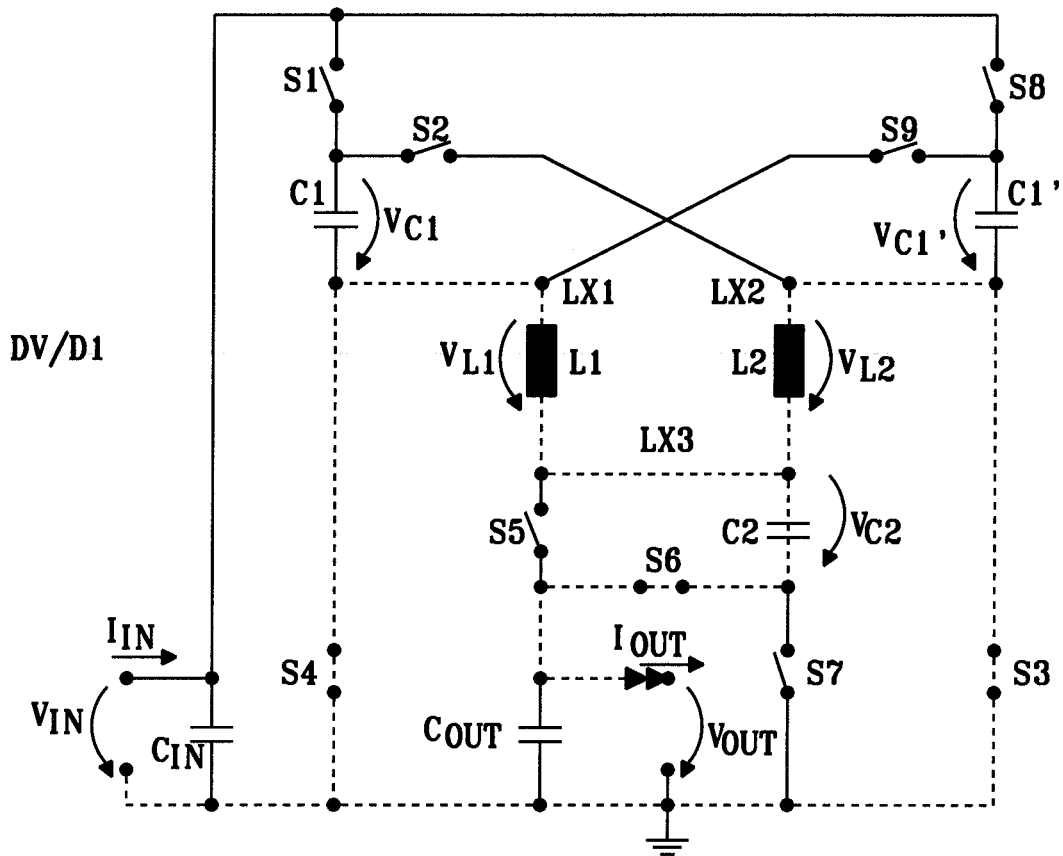 S1
S8
S2
S9
C1
VC1
C1'
VC1'
LX1
LX2
DV/D1
VL1
L1
L2
VL2
LX3
S5
C2
VC2
S6
IIN
S4
IOUT
S7
S3
VIN
CIN
COUT
VOUT